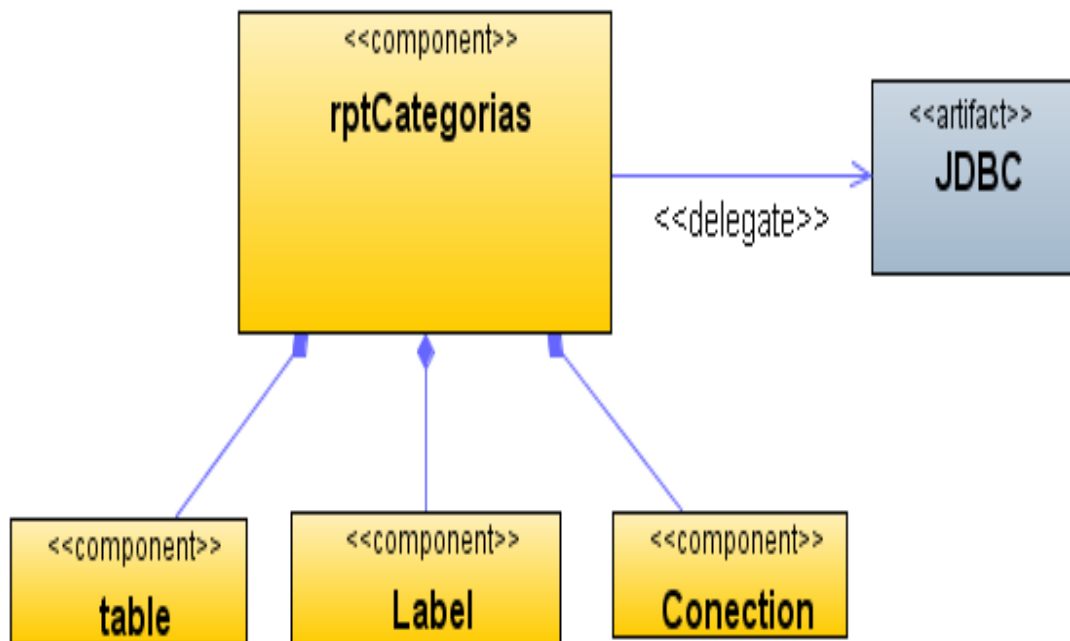 <<component>>
rptCategorias
<<artifact>>
JDBC
<<delegate>>
<<component>>
table
<<component>>
Label
<<component>>
Conection